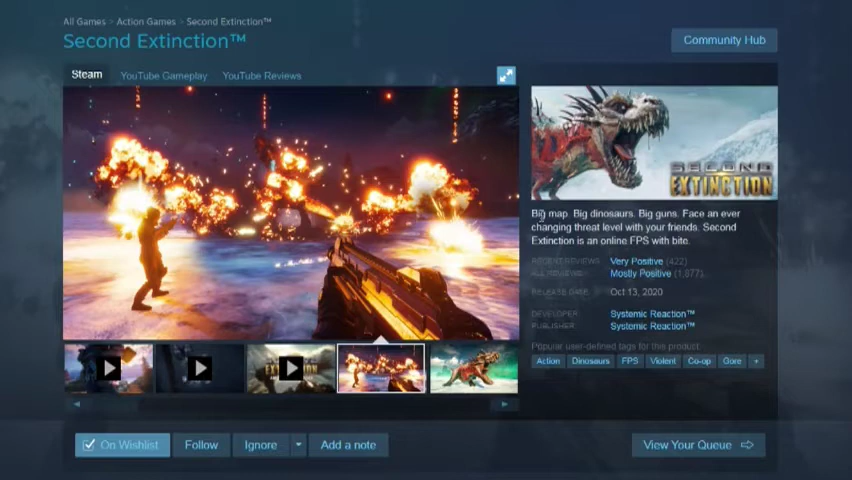 All Games > Action Games > Second Extinction™
Second Extinction™
Community Hub
Steam
YouTube Gameplay
YouTube Reviews
SECOND
EXTINCTION
Big map. Big dinosaurs. Big guns. Face an ever
changing threat level with your friends. Second
Extinction is an online FPS with bite.
RECENT REVIEWS: Very Positive (422)
ALL REVIEWS: Mostly Positive (1,877)
RELEASE DATE: Oct 13, 2020
DEVELOPER: Systemic Reaction™
PUBLISHER: Systemic Reaction™
Popular user-defined tags for this product:
Action Dinosaurs FPS Violent Co-op Gore +
On Wishlist
Follow
Ignore
Add a note
View Your Queue